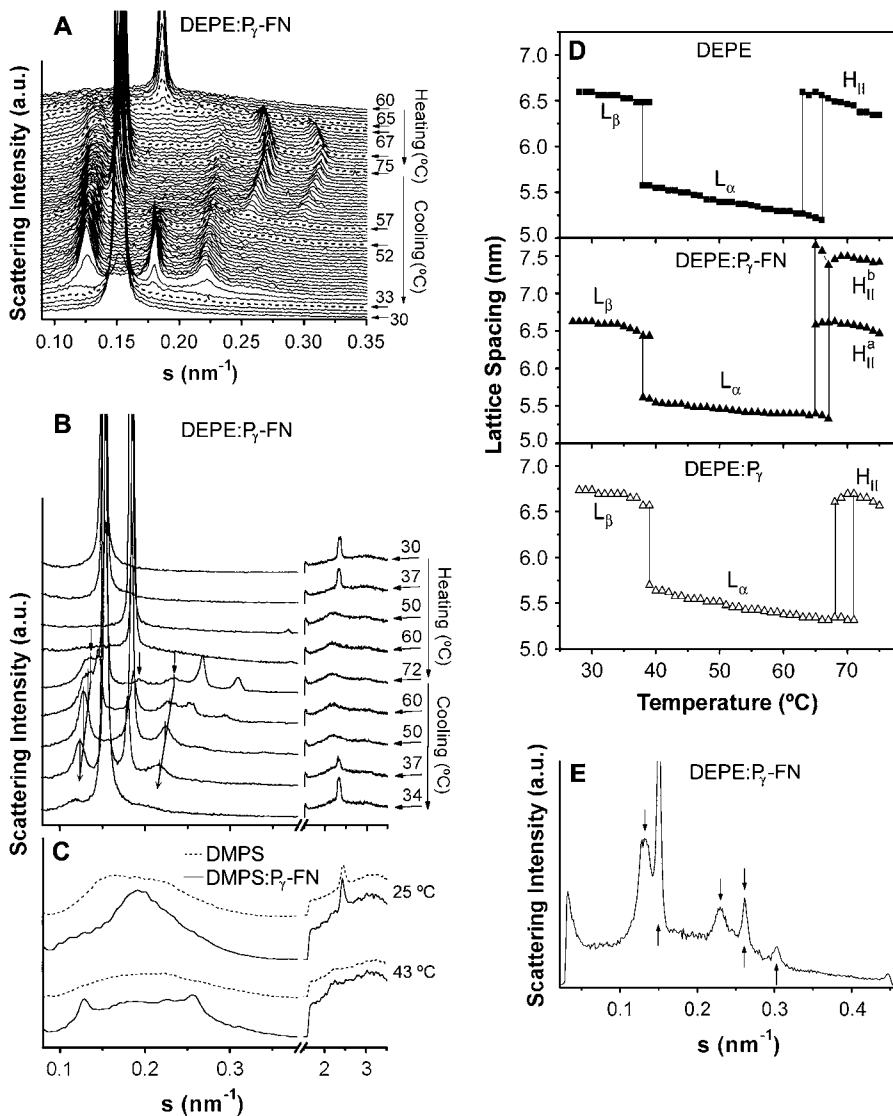 A
DEPE:Pγ-FN
Scattering Intensity (a.u.)
60
65
67
75
57
52
33
30
Heating (ºC)
Cooling (ºC)
0.10 0.15 0.20 0.25 0.30 0.35
s (nm⁻¹)
B
DEPE:Pγ-FN
Scattering Intensity (a.u.)
30
37
50
60
72
60
50
37
34
Heating (ºC)
Cooling (ºC)
C
DMPS
DMPS:Pγ-FN
25 ºC
43 ºC
0.1 0.2 0.3 2 3
s (nm⁻¹)
D
DEPE
Lattice Spacing (nm)
7.0
6.5
6.0
5.5
5.0
Lβ
Lα
HII
DEPE:Pγ-FN
7.5
7.0
6.5
6.0
5.5
5.0
Lβ
Lα
HIIᵇ
HIIᵃ
DEPE:Pγ
7.0
6.5
6.0
5.5
5.0
Lβ
Lα
HII
30 40 50 60 70
Temperature (ºC)
E
DEPE:Pγ-FN
Scattering Intensity (a.u.)
0.1 0.2 0.3 0.4
s (nm⁻¹)